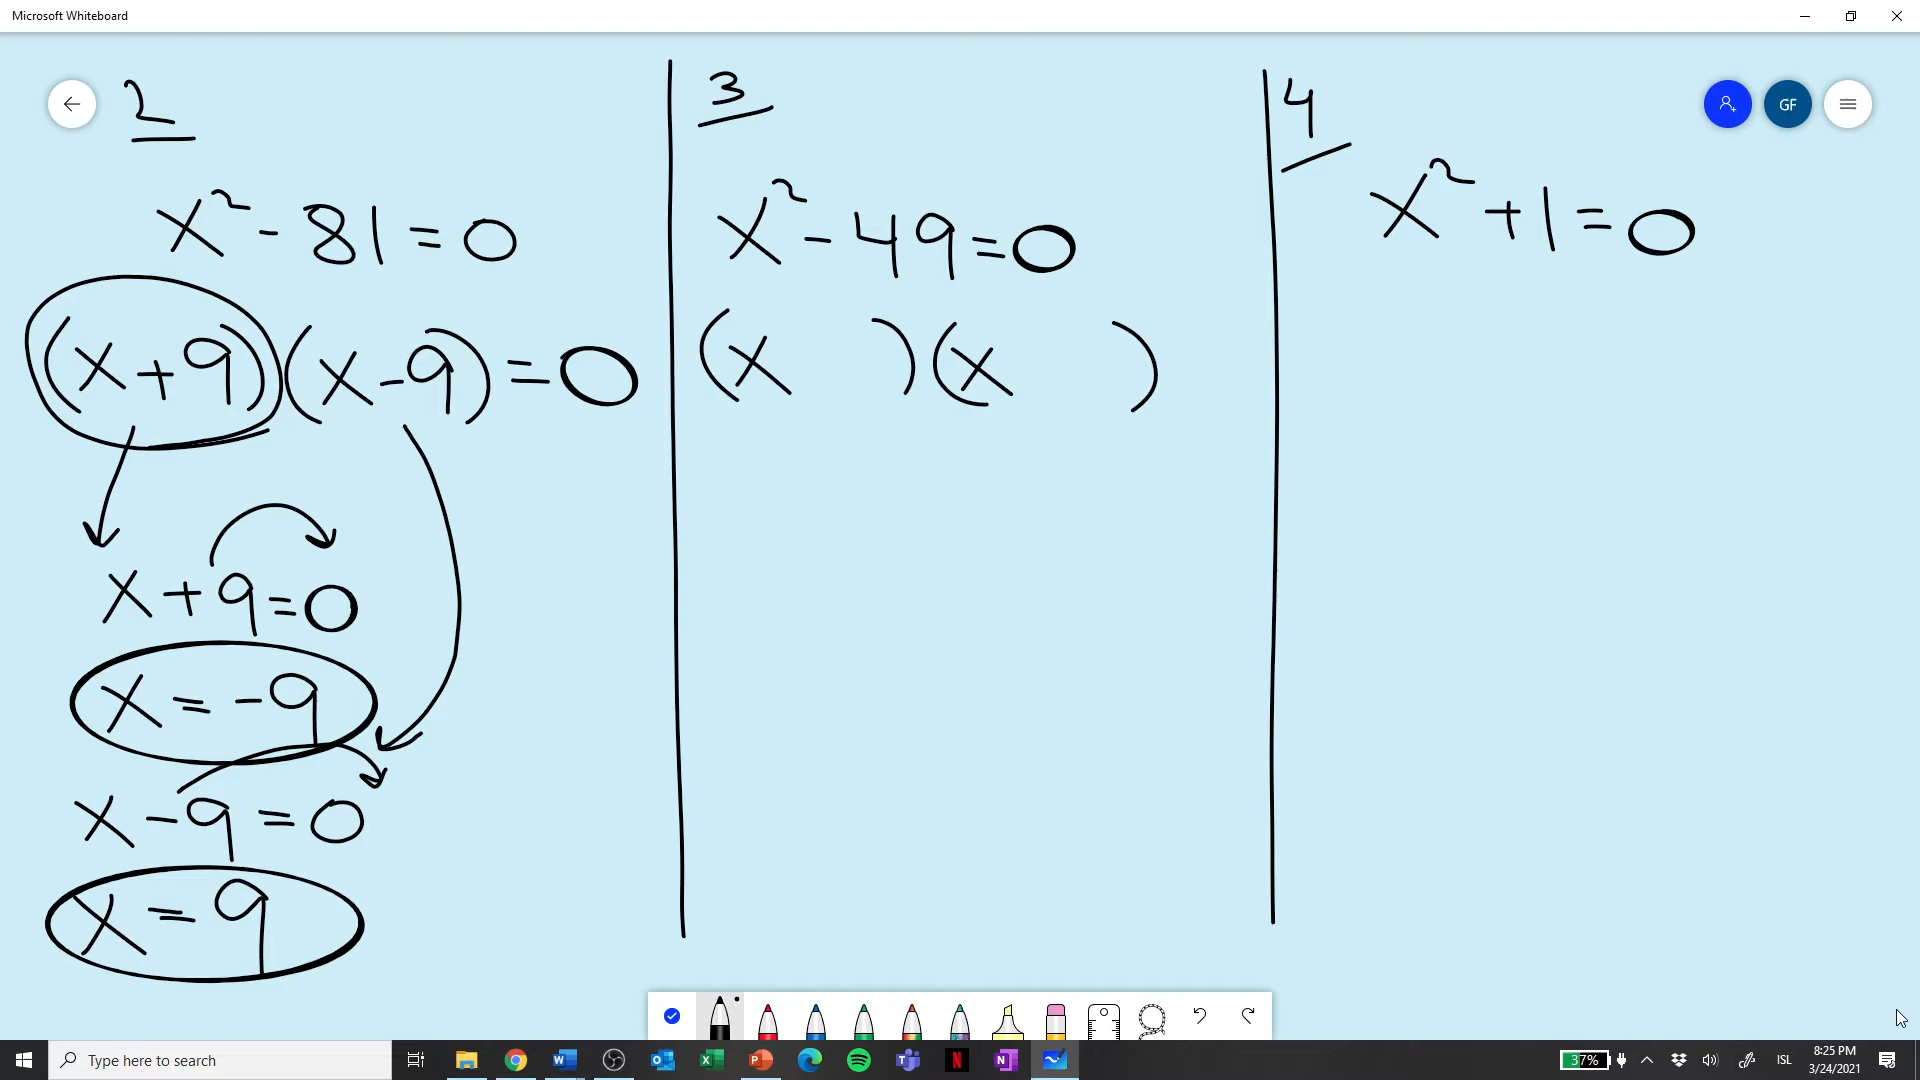 Microsoft Whiteboard
GF
2
x² - 81 = 0
(x + 9)(x - 9) = 0
x + 9 = 0
x = -9
x - 9 = 0
x = 9
3
x² - 49 = 0
(x )(x )
4
x² + 1 = 0
Type here to search
37%
ISL
8:25 PM
3/24/2021